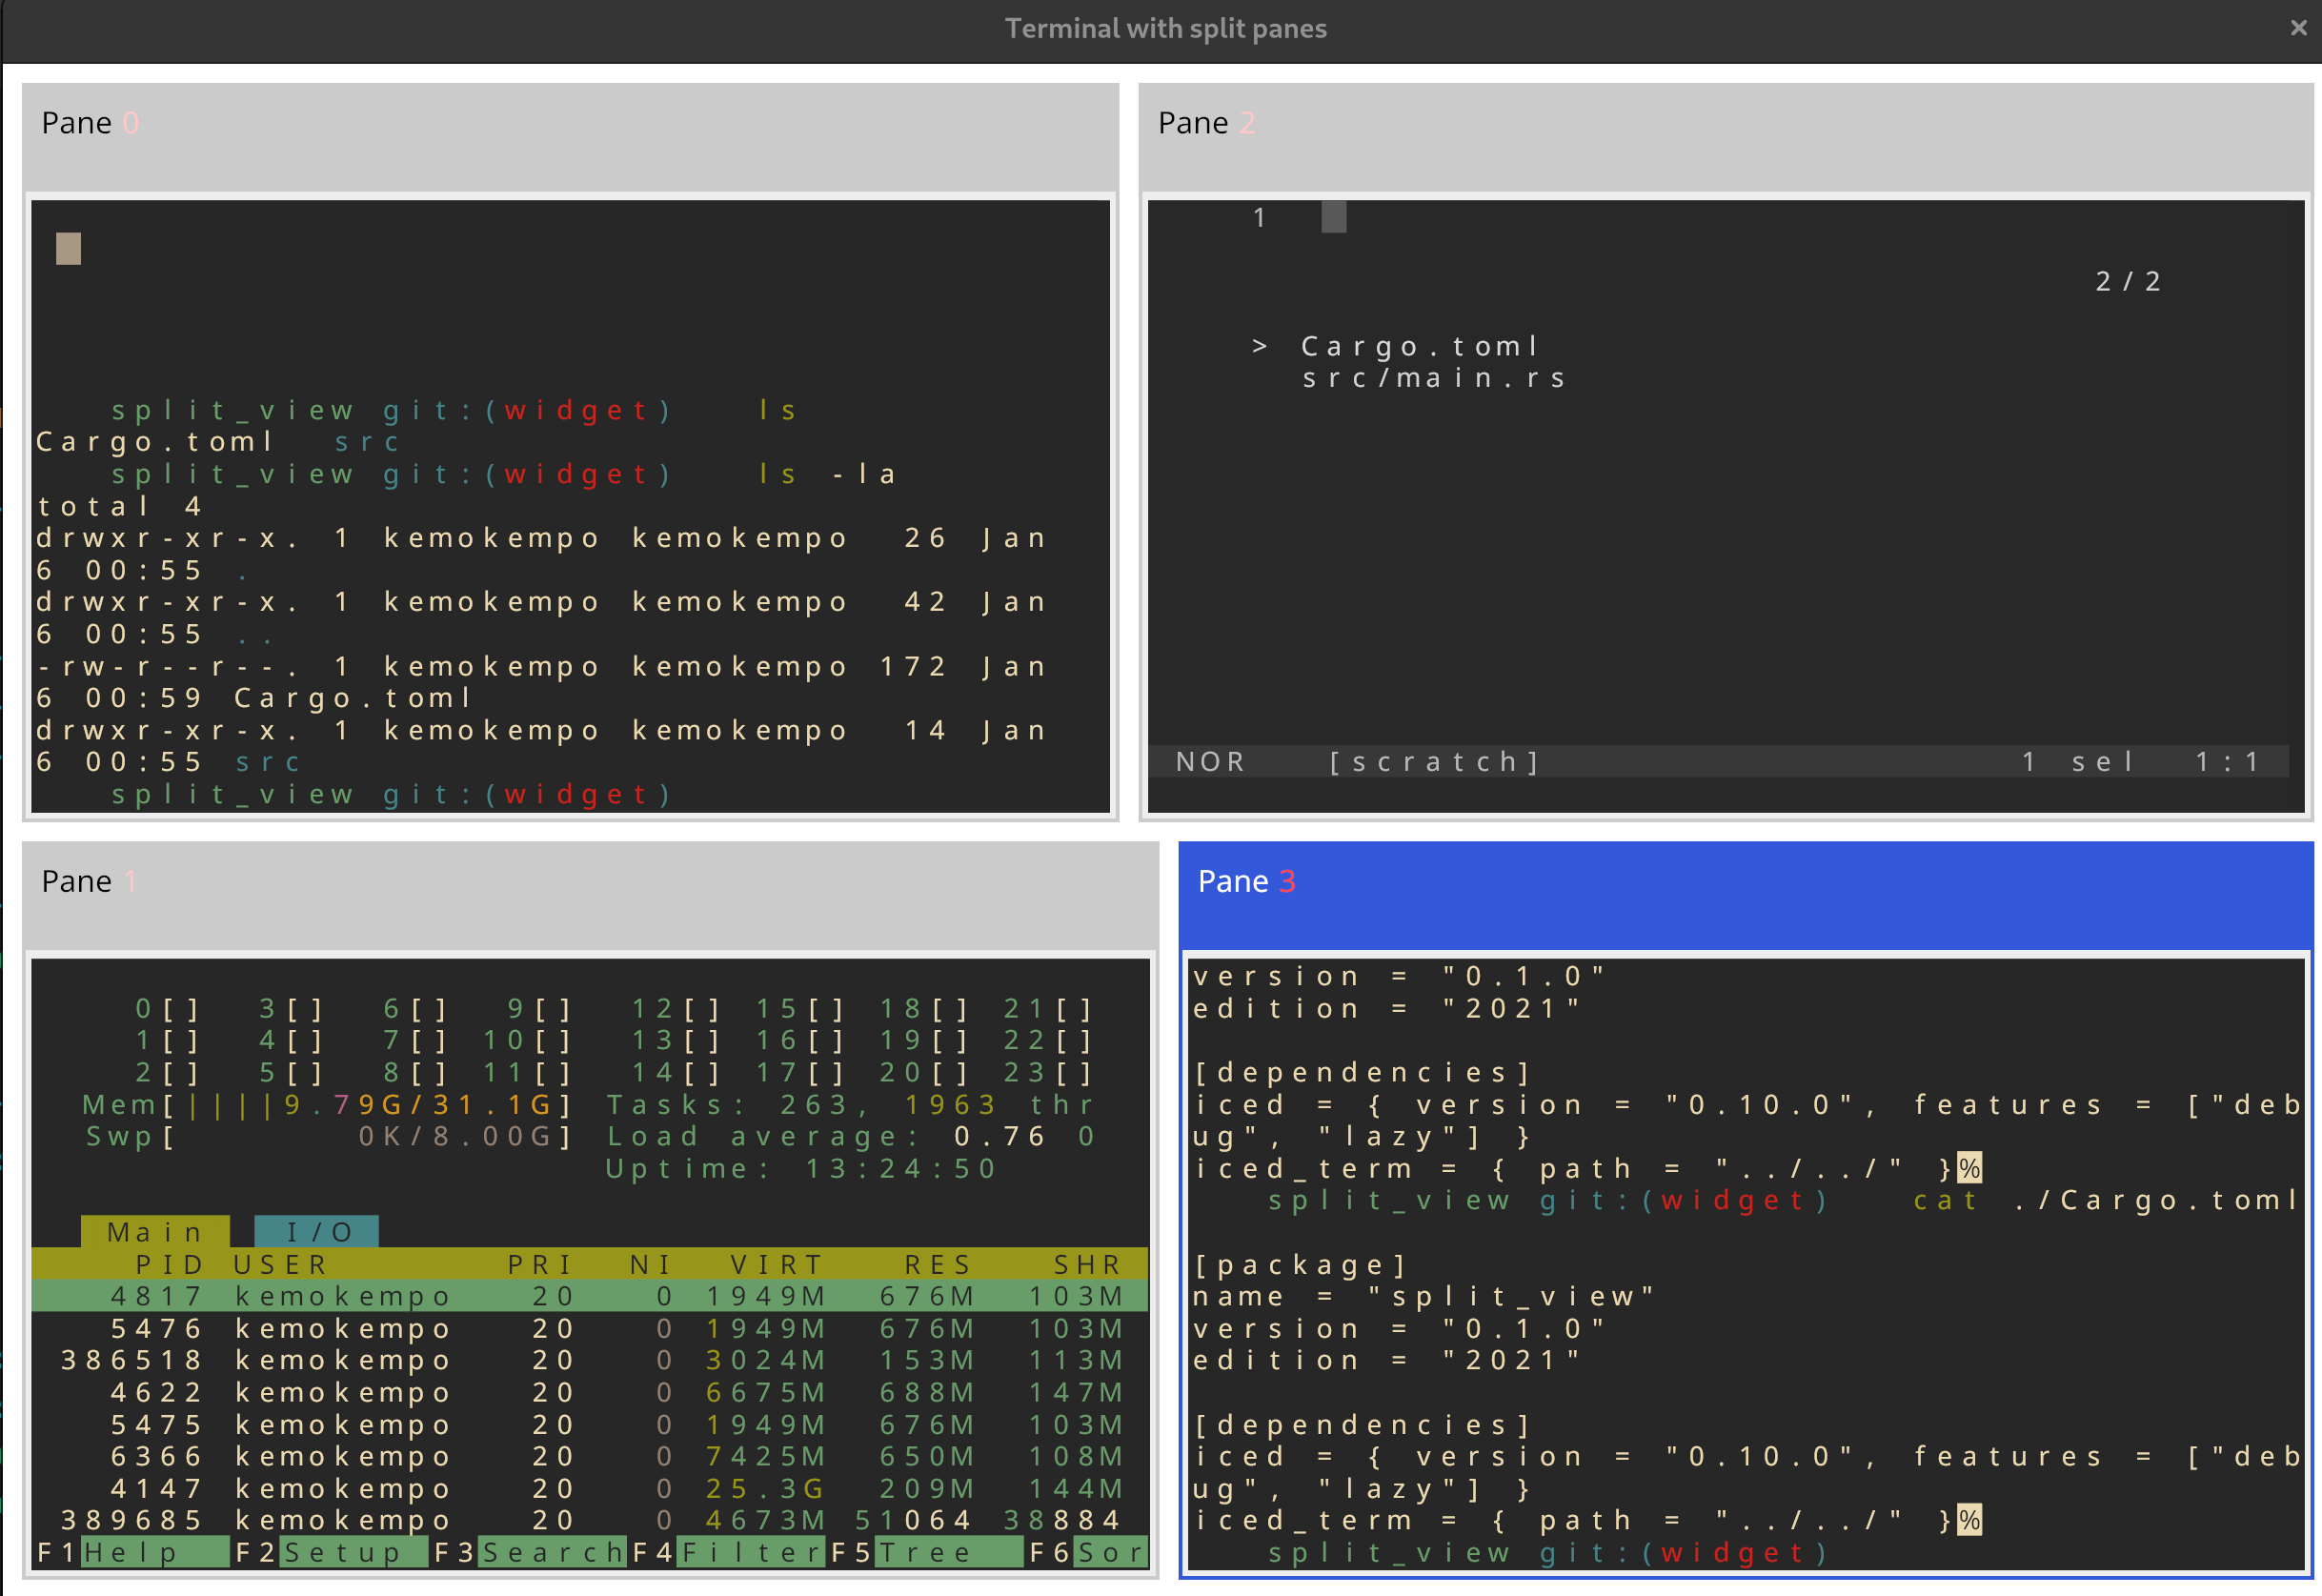 Terminal with split panes ×
Pane 0
split_view git:(widget) ls
Cargo.toml src
split_view git:(widget) ls -la
total 4
drwxr-xr-x. 1 kemokempo kemokempo 26 Jan
6 00:55 .
drwxr-xr-x. 1 kemokempo kemokempo 42 Jan
6 00:55 ..
-rw-r--r--. 1 kemokempo kemokempo 172 Jan
6 00:59 Cargo.toml
drwxr-xr-x. 1 kemokempo kemokempo 14 Jan
6 00:55 src
split_view git:(widget)
Pane 2
1
2/2
> Cargo.toml
src/main.rs
NOR [scratch] 1 sel 1:1
Pane 1
0[] 3[] 6[] 9[] 12[] 15[] 18[] 21[]
1[] 4[] 7[] 10[] 13[] 16[] 19[] 22[]
2[] 5[] 8[] 11[] 14[] 17[] 20[] 23[]
Mem[||||9.79G/31.1G] Tasks: 263, 1963 thr
Swp[ 0K/8.00G] Load average: 0.76 0
Uptime: 13:24:50
Main I/O
PID USER PRI NI VIRT RES SHR
4817 kemokempo 20 0 1949M 676M 103M
5476 kemokempo 20 0 1949M 676M 103M
386518 kemokempo 20 0 3024M 153M 113M
4622 kemokempo 20 0 6675M 688M 147M
5475 kemokempo 20 0 1949M 676M 103M
6366 kemokempo 20 0 7425M 650M 108M
4147 kemokempo 20 0 25.3G 209M 144M
389685 kemokempo 20 0 4673M 51064 38884
F1Help F2Setup F3SearchF4FilterF5Tree F6Sor
Pane 3
version = "0.1.0"
edition = "2021"
[dependencies]
iced = { version = "0.10.0", features = ["deb
ug", "lazy"] }
iced_term = { path = "../../" }%
split_view git:(widget) cat ./Cargo.toml
[package]
name = "split_view"
version = "0.1.0"
edition = "2021"
[dependencies]
iced = { version = "0.10.0", features = ["deb
ug", "lazy"] }
iced_term = { path = "../../" }%
split_view git:(widget)